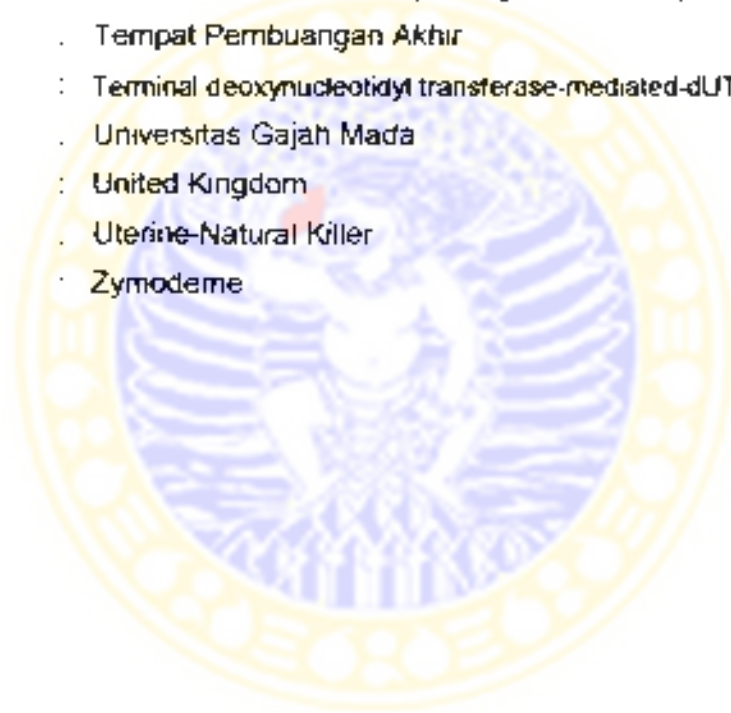 . Tempat Pembuangan Akhir
: Terminal deoxynucleotidyl transferase-mediated-dUT
. Universitas Gajah Mada
: United Kingdom
. Uterine-Natural Killer
: Zymodeme